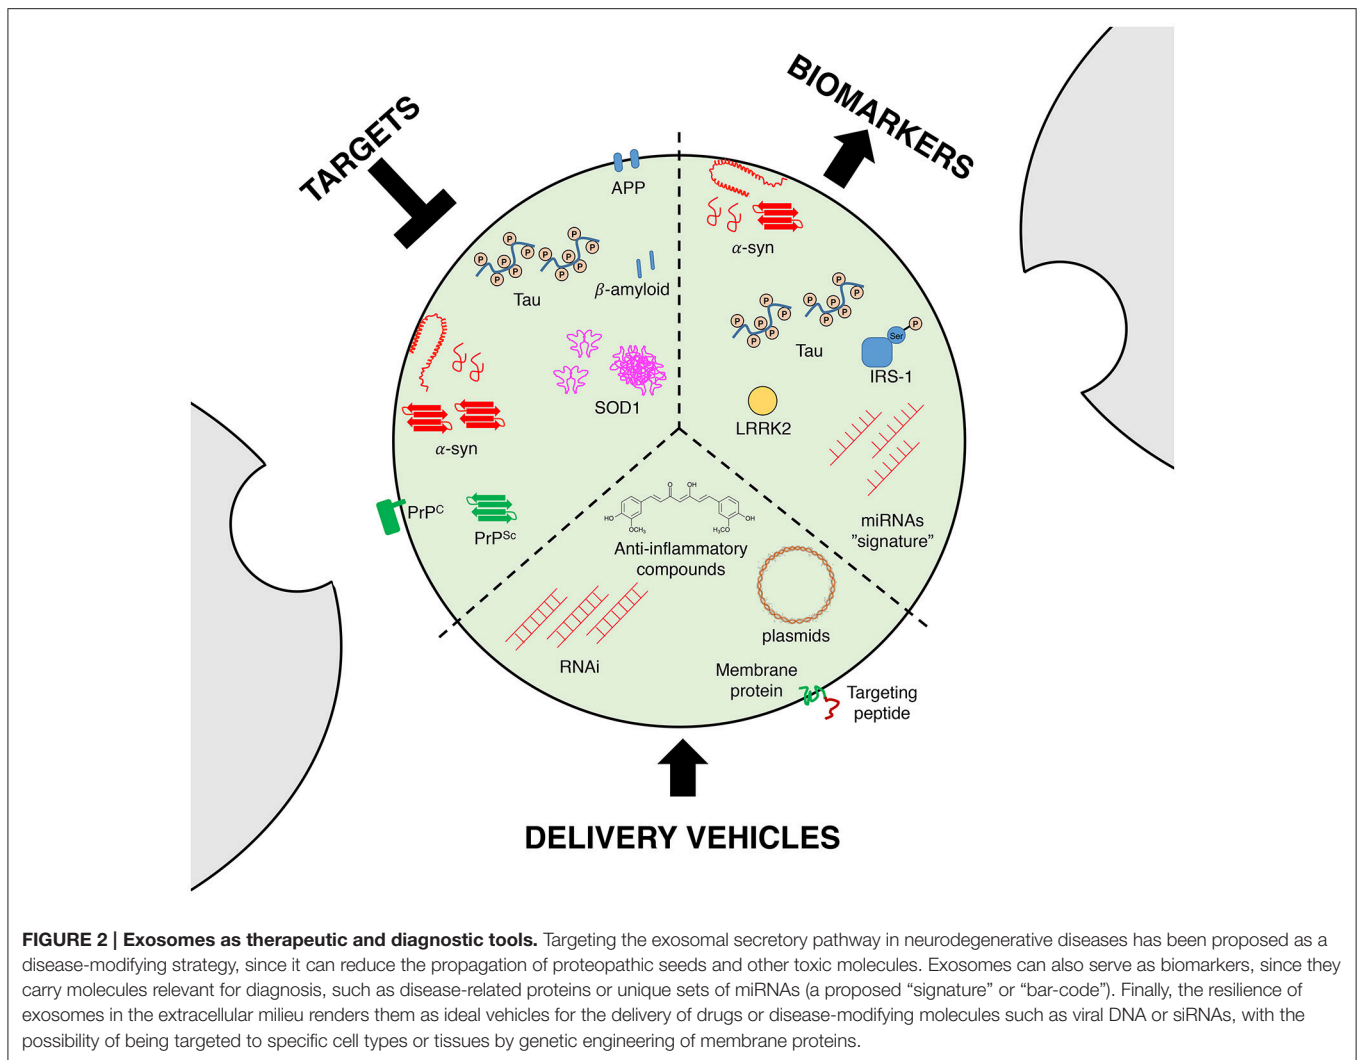 TARGETS
BIOMARKERS
APP
P P P P P P
P P P P P P
Tau
β-amyloid
α-syn
SOD1
α-syn
PrPC
PrPSc
P P P P P P
P P P P P P
Tau
Ser
P
IRS-1
LRRK2
miRNAs
"signature"
O OH
HO OCH3 H3CO OH
Anti-inflammatory
compounds
plasmids
RNAi
Membrane
protein
Targeting
peptide
DELIVERY VEHICLES
FIGURE 2 | Exosomes as therapeutic and diagnostic tools. Targeting the exosomal secretory pathway in neurodegenerative diseases has been proposed as a
disease-modifying strategy, since it can reduce the propagation of proteopathic seeds and other toxic molecules. Exosomes can also serve as biomarkers, since they
carry molecules relevant for diagnosis, such as disease-related proteins or unique sets of miRNAs (a proposed “signature” or “bar-code”). Finally, the resilience of
exosomes in the extracellular milieu renders them as ideal vehicles for the delivery of drugs or disease-modifying molecules such as viral DNA or siRNAs, with the
possibility of being targeted to specific cell types or tissues by genetic engineering of membrane proteins.